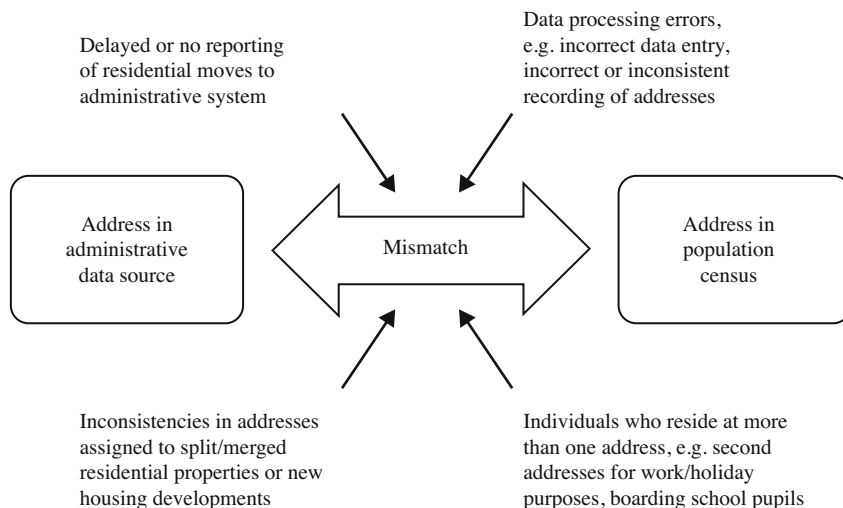 Delayed or no reporting
of residential moves to
administrative system
Data processing errors,
e.g. incorrect data entry,
incorrect or inconsistent
recording of addresses
Address in
administrative
data source
Mismatch
Address in
population
census
Inconsistencies in addresses
assigned to split/merged
residential properties or new
housing developments
Individuals who reside at more
than one address, e.g. second
addresses for work/holiday
purposes, boarding school pupils